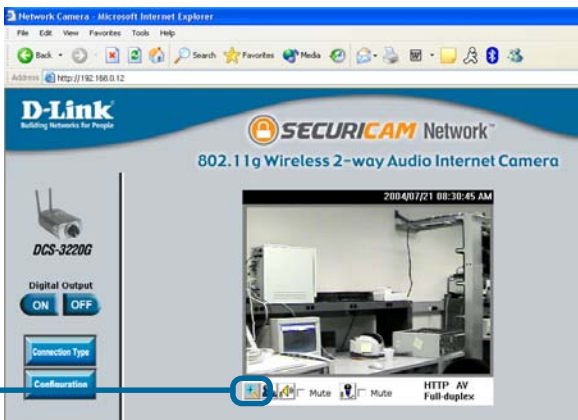 Network Camera - Microsoft Internet Explorer
File Edit View Favorites Tools Help
Back Search Favorites Media
Address http://192.168.0.12
D-Link
Building Networks for People
SECURICAM Network™
802.11g Wireless 2-way Audio Internet Camera
2004/07/21 08:30:45 AM
DCS-3220G
Digital Output
ON OFF
Connection Type
Configuration
Mute Mute HTTP AV
Full-duplex